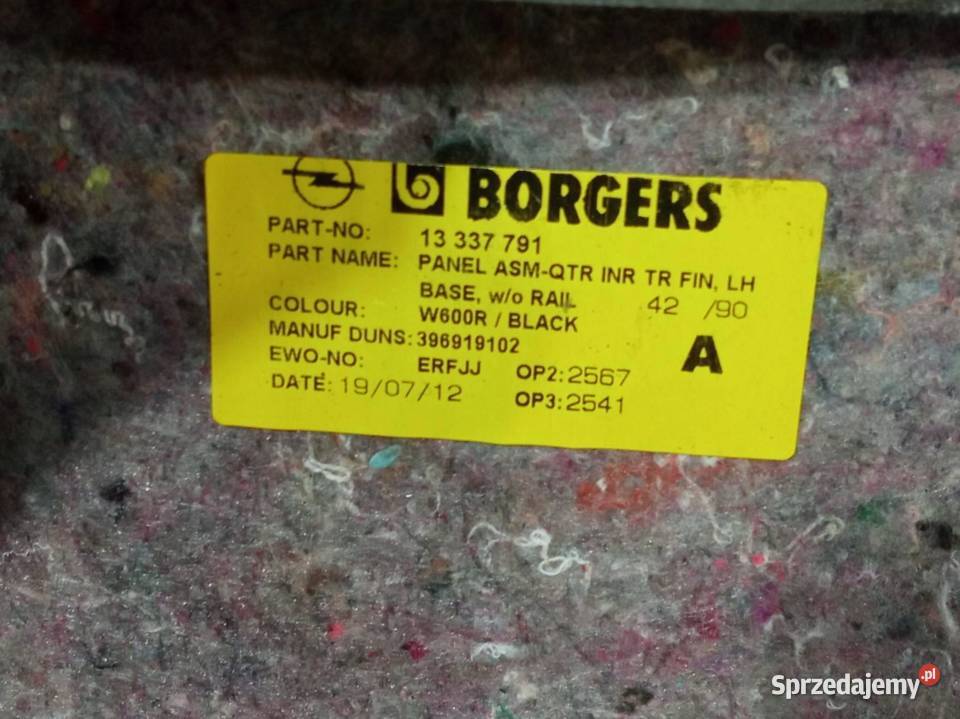 BORGERS
PART-NO: 13 337 791
PART NAME: PANEL ASM-QTR INR TR FIN, LH
BASE, w/o RAIL 42 /90
COLOUR: W600R / BLACK
MANUF DUNS: 396919102
A
EWO-NO: ERFJJ OP2: 2567
DATE: 19/07/12 OP3: 2541
Sprzedajemy.pl